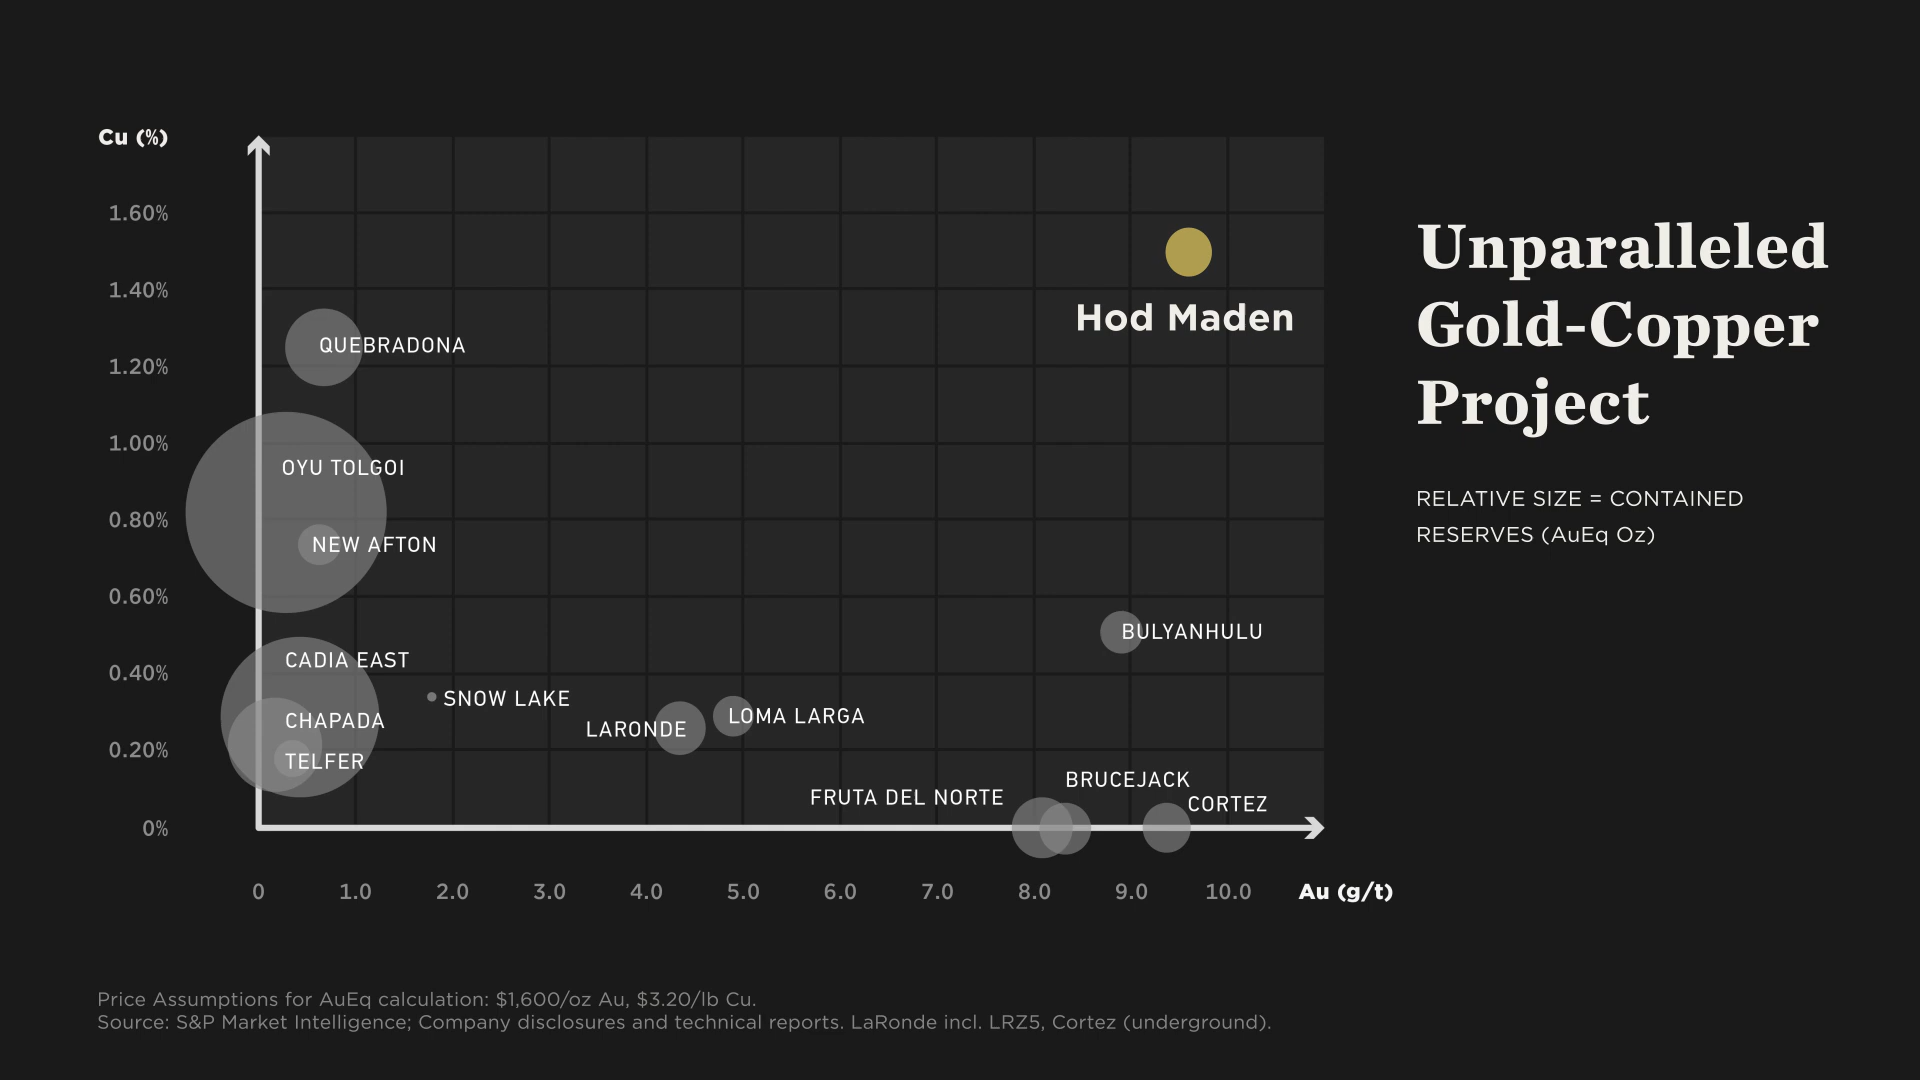 Cu (%)
1.60%
1.40%
1.20%
1.00%
0.80%
0.60%
0.40%
0.20%
0%
QUEBRADONA
OYU TOLGOI
NEW AFTON
CADIA EAST
CHAPADA
TELFER
SNOW LAKE
LARONDE
LOMA LARGA
Hod Maden
BULYANHULU
FRUTA DEL NORTE
BRUCEJACK
CORTEZ
0 1.0 2.0 3.0 4.0 5.0 6.0 7.0 8.0 9.0 10.0 Au (g/t)
Unparalleled
Gold-Copper
Project
RELATIVE SIZE = CONTAINED
RESERVES (AuEq Oz)
Price Assumptions for AuEq calculation: $1,600/oz Au, $3.20/lb Cu.
Source: S&P Market Intelligence; Company disclosures and technical reports. LaRonde incl. LRZ5, Cortez (underground).